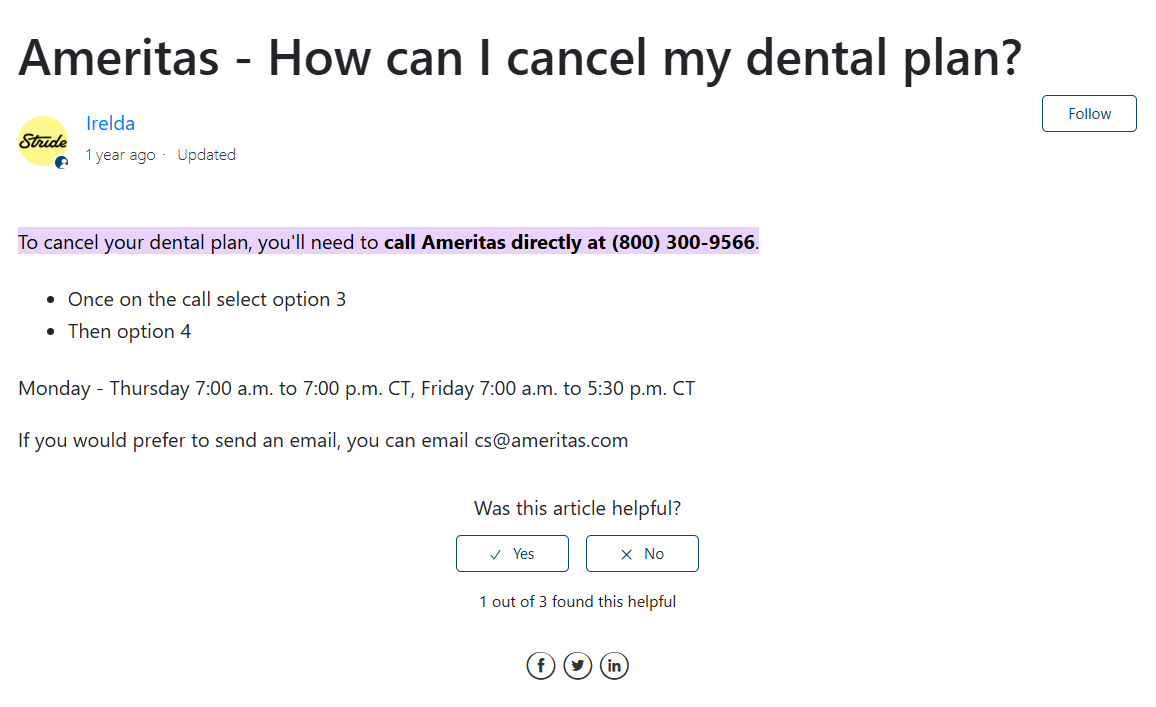 Ameritas - How can I cancel my dental plan?
Follow
Stride
Irelda
1 year ago · Updated
To cancel your dental plan, you'll need to call Ameritas directly at (800) 300-9566.
• Once on the call select option 3
• Then option 4
Monday - Thursday 7:00 a.m. to 7:00 p.m. CT, Friday 7:00 a.m. to 5:30 p.m. CT
If you would prefer to send an email, you can email cs@ameritas.com
Was this article helpful?
✓ Yes
✕ No
1 out of 3 found this helpful
f
in